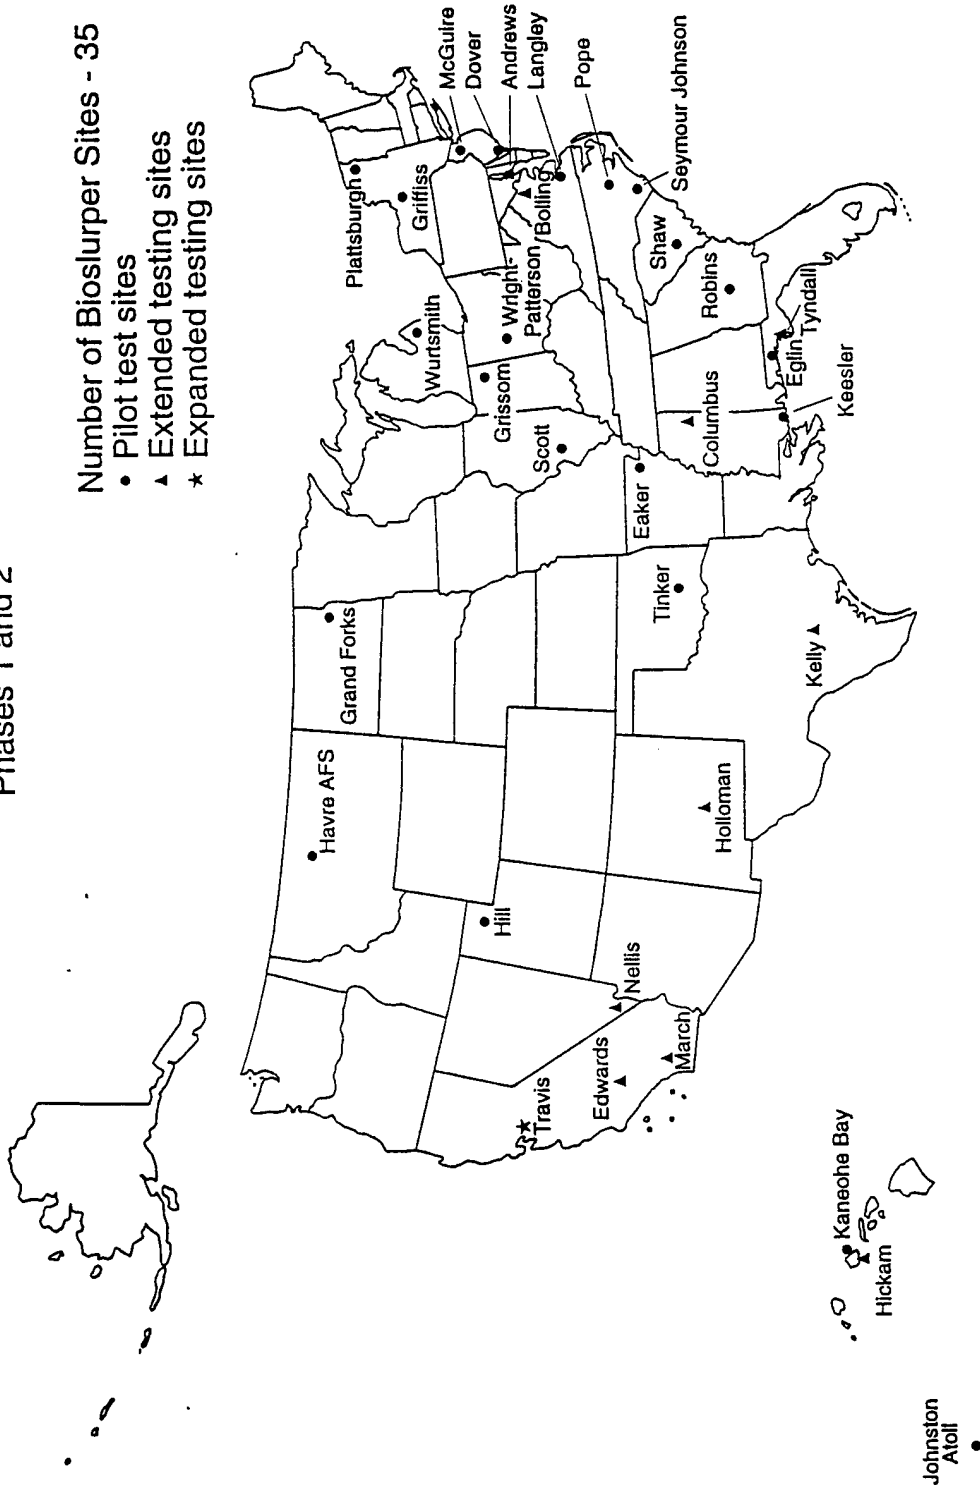 Phases 1 and 2
Number of Bioslurper Sites - 35
● Pilot test sites
▲ Extended testing sites
★ Expanded testing sites
McGuire
Dover
Andrews
Langley
Pope
Seymour Johnson
Plattsburgh
Griffiss
Bolling
Shaw
Robins
Wurtsmith
Wright-
Patterson
Grissom
Scott
Tyndall
Eglin
Keesler
Columbus
Eaker
Tinker
Grand Forks
Kelly
Havre AFS
Holloman
Hill
Nellis
March
Edwards
Travis
Kaneohe Bay
Hickam
Johnston
Atoll